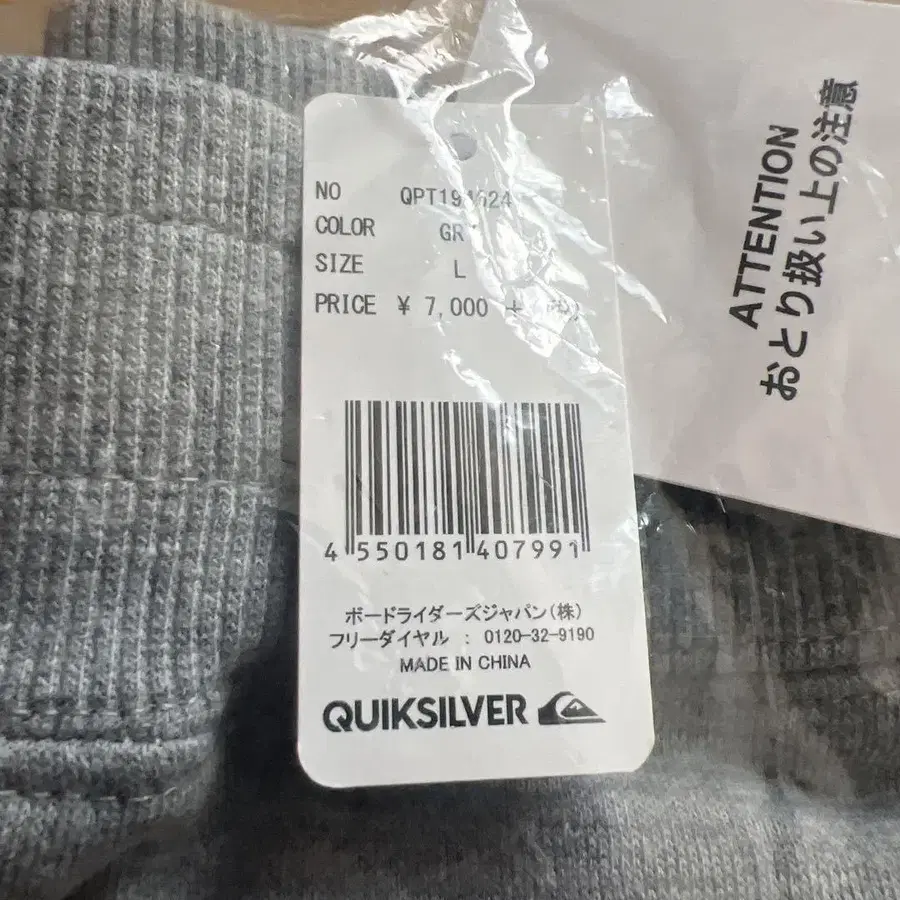 NO
COLOR GR
SIZE L
PRICE ¥ 7,000 +
4 550181 407991
ボードライダーズジャパン(株)
フリーダイヤル : 0120-32-9190
MADE IN CHINA
QUIKSILVER
ATTENTION
おとり扱い上の注意